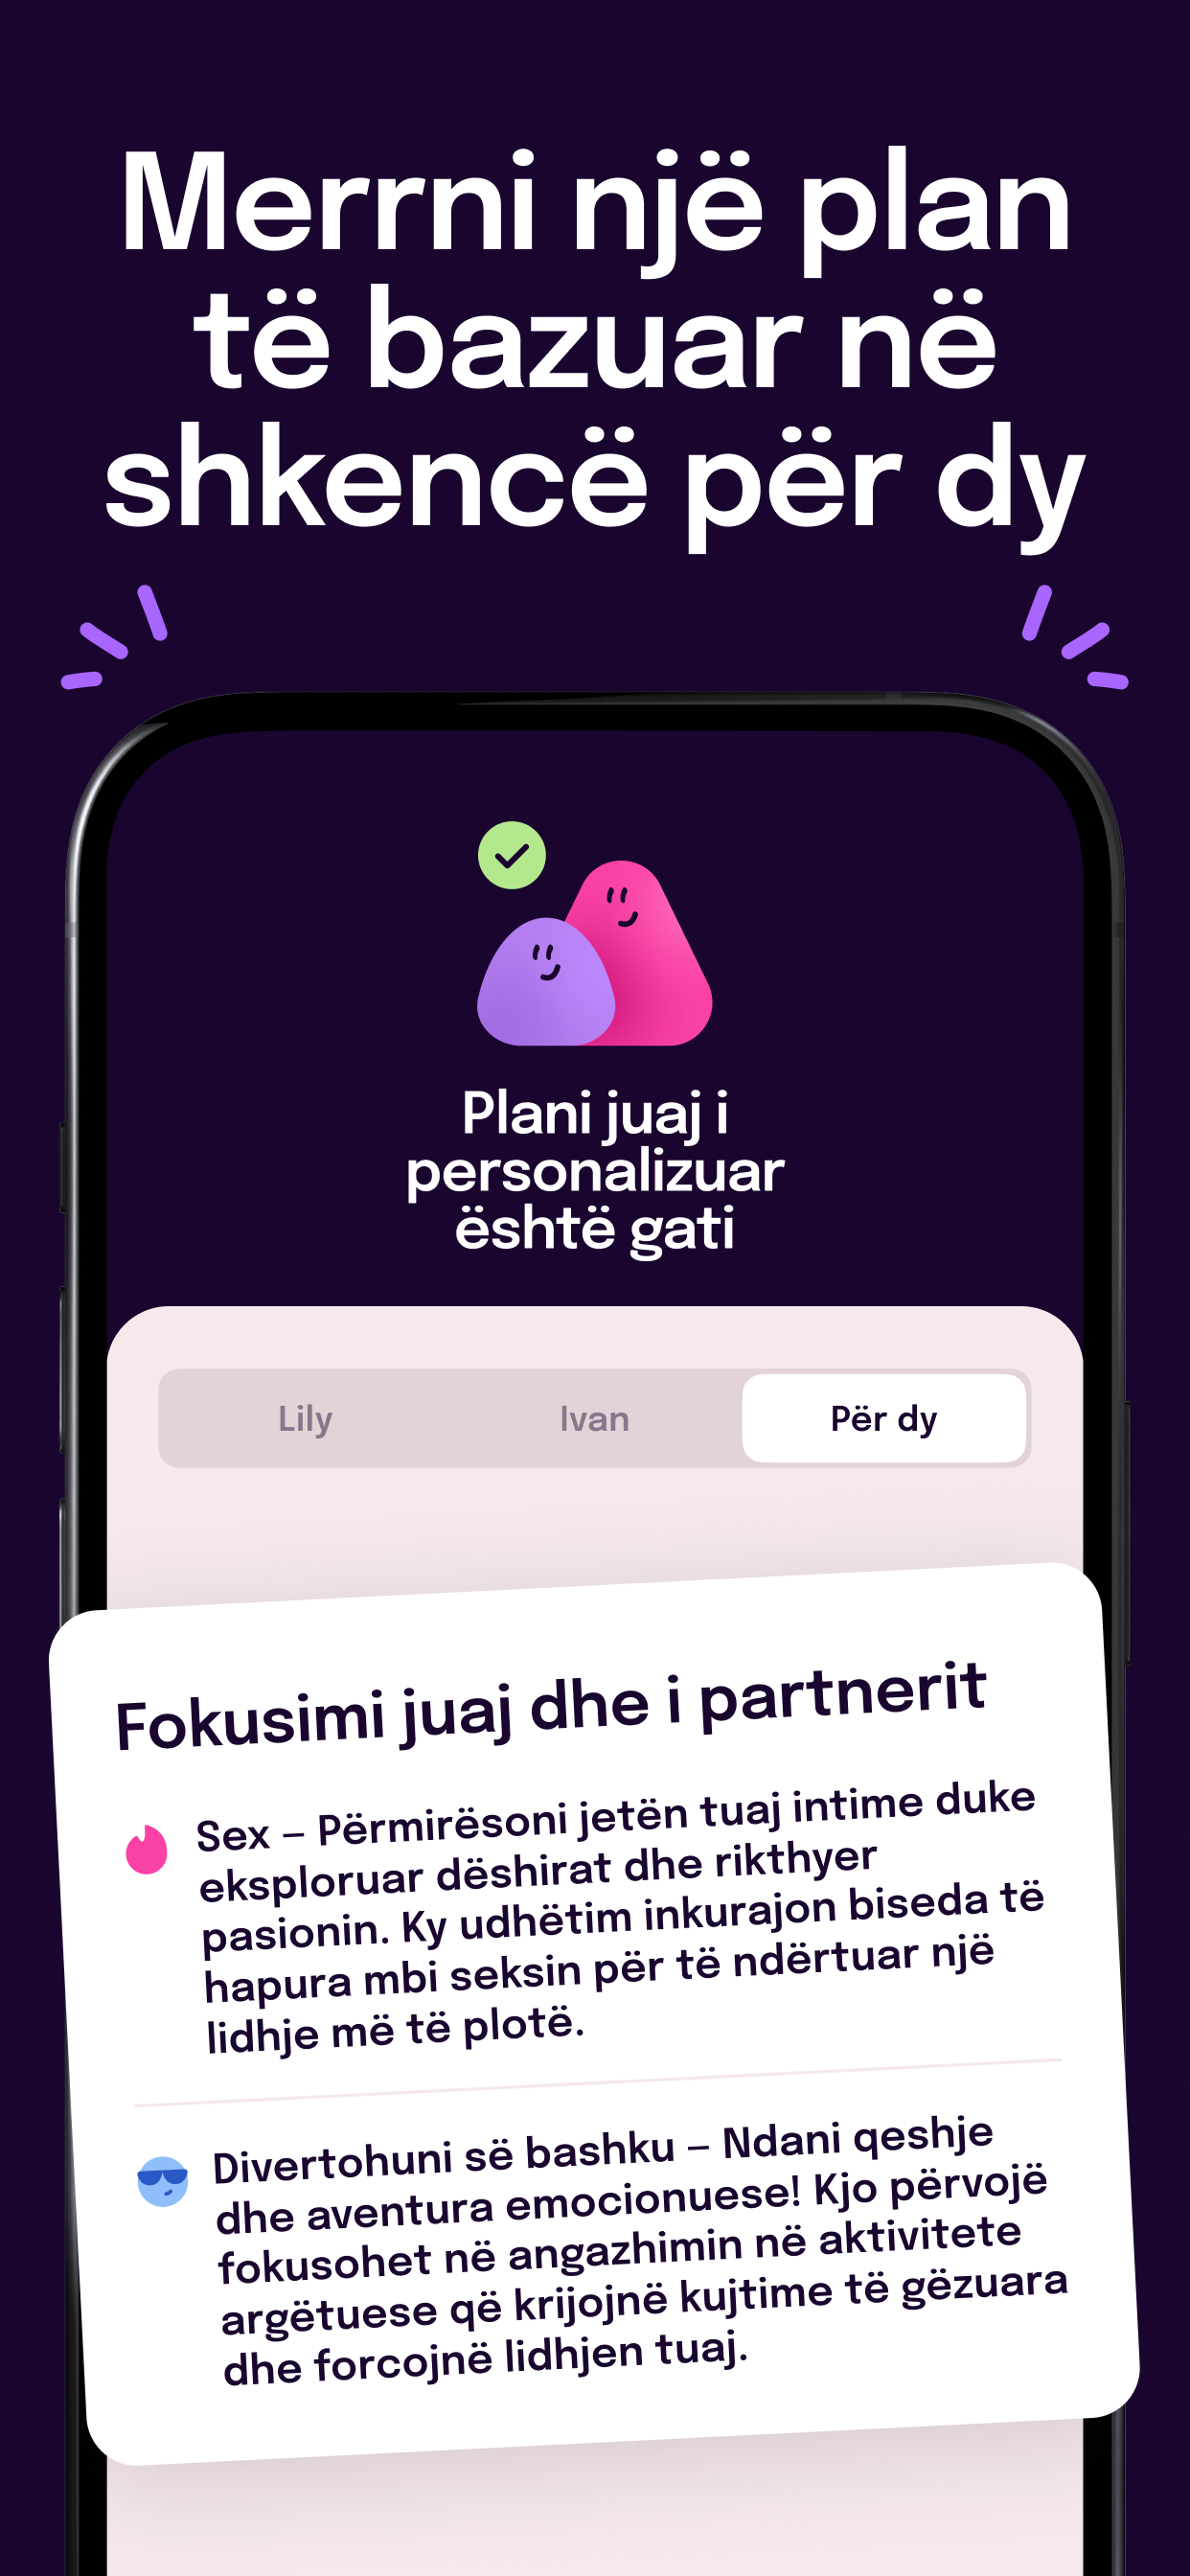 Merrni një plan
të bazuar në
shkencë për dy
Plani juaj i
personalizuar
është gati
Lily
Ivan
Për dy
Fokusimi juaj dhe i partnerit
Sex – Përmirësoni jetën tuaj intime duke
eksploruar dëshirat dhe rikthyer
pasionin. Ky udhëtim inkurajon biseda të
hapura mbi seksin për të ndërtuar një
lidhje më të plotë.
Divertohuni së bashku – Ndani qeshje
dhe aventura emocionuese! Kjo përvojë
fokusohet në angazhimin në aktivitete
argëtuese që krijojnë kujtime të gëzuara
dhe forcojnë lidhjen tuaj.